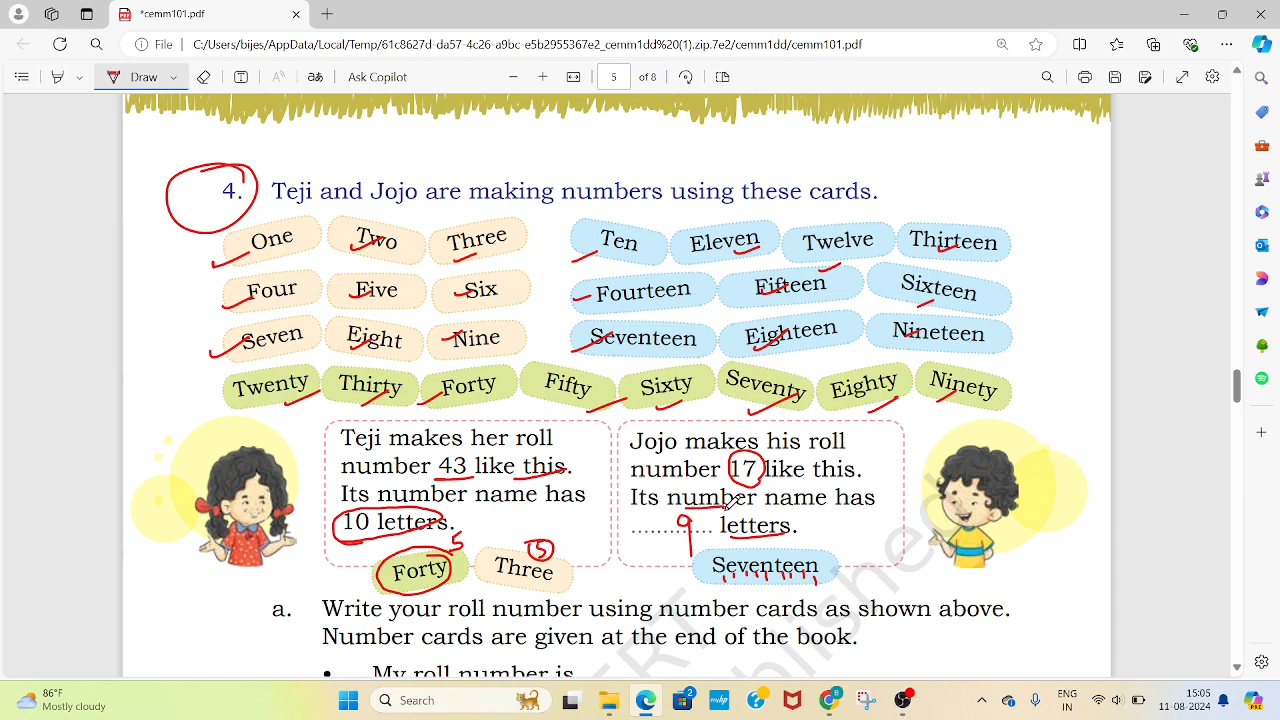 *cemm101.pdf
File C:/Users/bijes/AppData/Local/Temp/61c8627d-da57-4c26-a9bc-e5b2955367e2_cemm1dd%20(1).zip.7e2/cemm1dd/cemm101.pdf
Draw Ask Copilot 5 of 8
4. Teji and Jojo are making numbers using these cards.
One Two Three Ten Eleven Twelve Thirteen
Four Five Six Fourteen Fifteen Sixteen
Seven Eight Nine Seventeen Eighteen Nineteen
Twenty Thirty Forty Fifty Sixty Seventy Eighty Ninety
Teji makes her roll
number 43 like this.
Its number name has
10 letters.
Forty 5 Three 5
Jojo makes his roll
number 17 like this.
Its number name has
............ letters.
9
Seventeen
a. Write your roll number using number cards as shown above.
Number cards are given at the end of the book.
• My roll number is
86°F
Mostly cloudy
Search
ENG
IN
15:05
11-08-2024